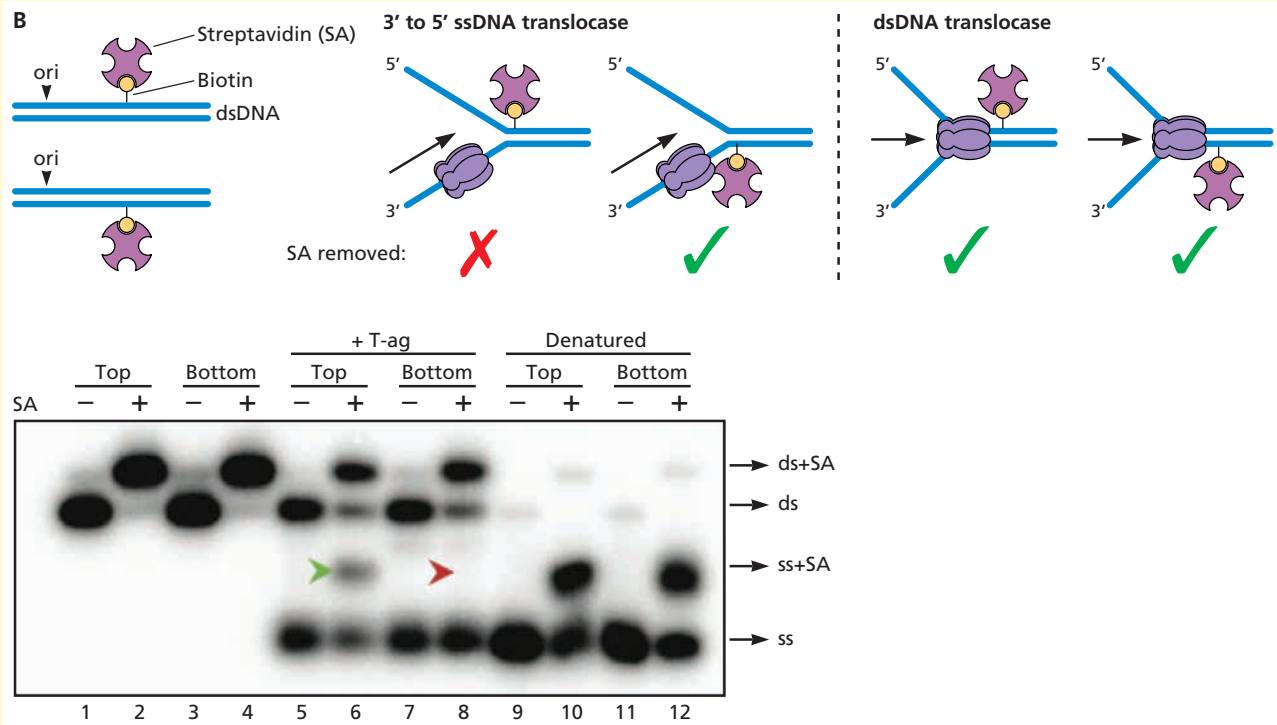 B
Streptavidin (SA)
ori
Biotin
dsDNA
ori
3’ to 5’ ssDNA translocase
5’
5’
3’
3’
dsDNA translocase
5’
5’
3’
3’
SA removed:
+ T-ag
Denatured
Top Bottom Top Bottom Top Bottom
SA − + − + − + − + − + − +
ds+SA
ds
ss+SA
ss
1 2 3 4 5 6 7 8 9 10 11 12